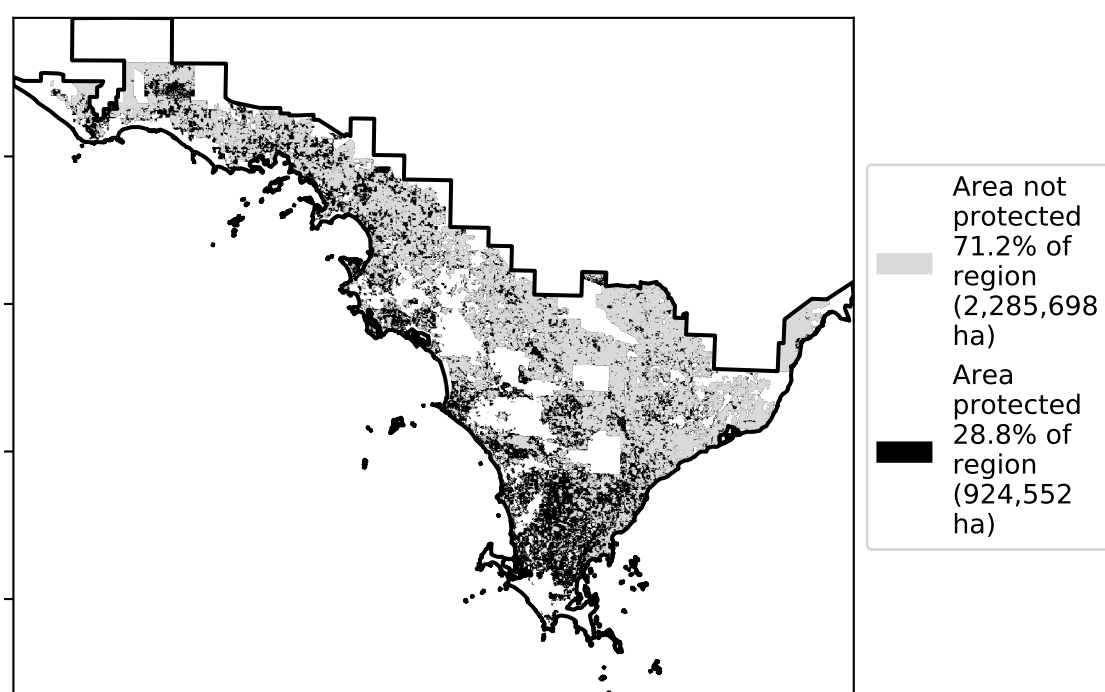 Area not
protected
71.2% of
region
(2,285,698
ha)
Area
protected
28.8% of
region
(924,552
ha)